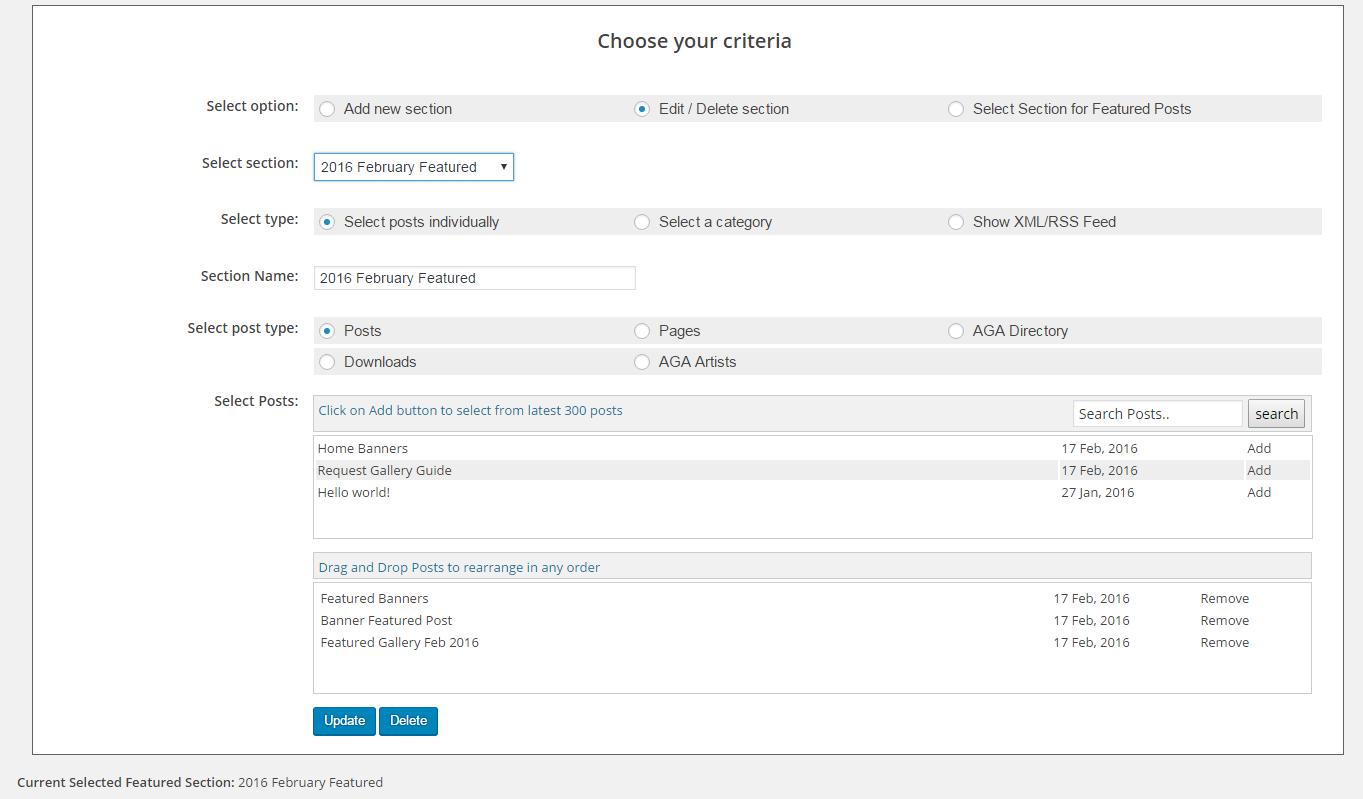 Choose your criteria
Select option: Add new section Edit / Delete section Select Section for Featured Posts
Select section: 2016 February Featured
Select type: Select posts individually Select a category Show XML/RSS Feed
Section Name: 2016 February Featured
Select post type: Posts Pages AGA Directory
Downloads AGA Artists
Select Posts: Click on Add button to select from latest 300 posts Search Posts.. search
Home Banners 17 Feb, 2016 Add
Request Gallery Guide 17 Feb, 2016 Add
Hello world! 27 Jan, 2016 Add
Drag and Drop Posts to rearrange in any order
Featured Banners 17 Feb, 2016 Remove
Banner Featured Post 17 Feb, 2016 Remove
Featured Gallery Feb 2016 17 Feb, 2016 Remove
Update Delete
Current Selected Featured Section: 2016 February Featured